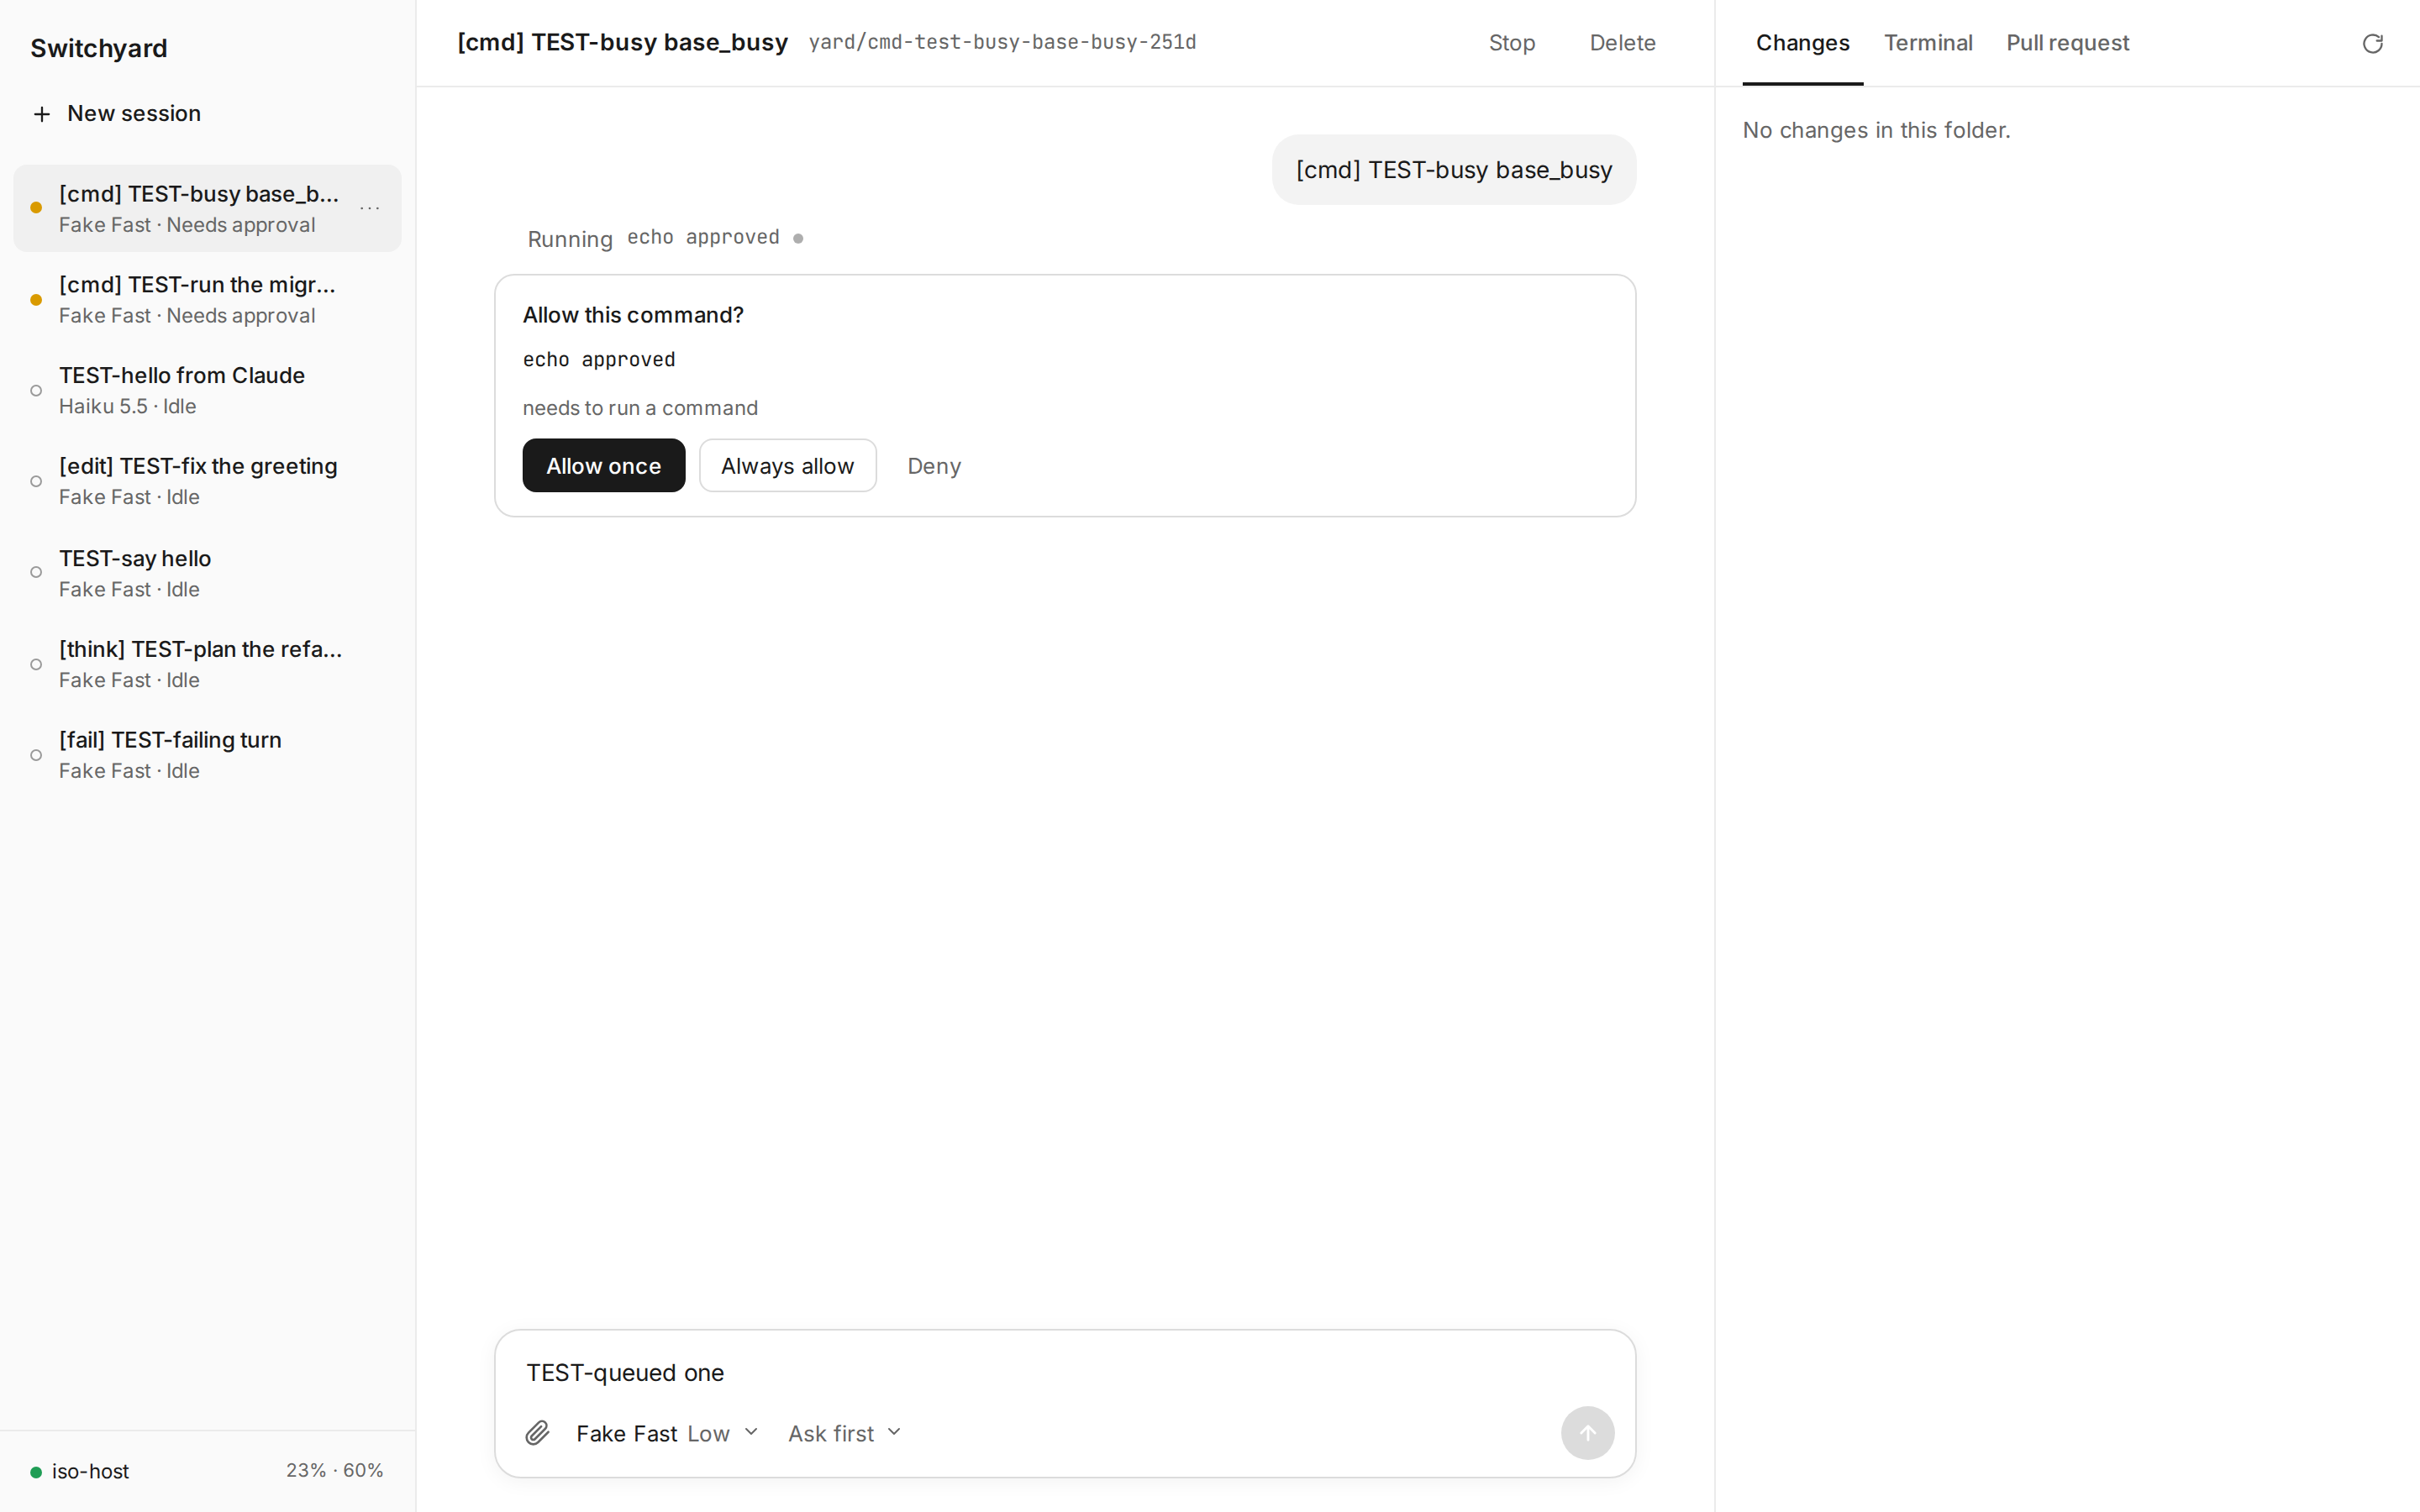 Switchyard
New session
[cmd] TEST-busy base_b...
Fake Fast · Needs approval
[cmd] TEST-run the migr...
Fake Fast · Needs approval
TEST-hello from Claude
Haiku 5.5 · Idle
[edit] TEST-fix the greeting
Fake Fast · Idle
TEST-say hello
Fake Fast · Idle
[think] TEST-plan the refa...
Fake Fast · Idle
[fail] TEST-failing turn
Fake Fast · Idle
iso-host 23% · 60%
[cmd] TEST-busy base_busy yard/cmd-test-busy-base-busy-251d Stop Delete
[cmd] TEST-busy base_busy
Running echo approved
Allow this command?
echo approved
needs to run a command
Allow once Always allow Deny
TEST-queued one
Fake Fast Low Ask first
Changes Terminal Pull request
No changes in this folder.